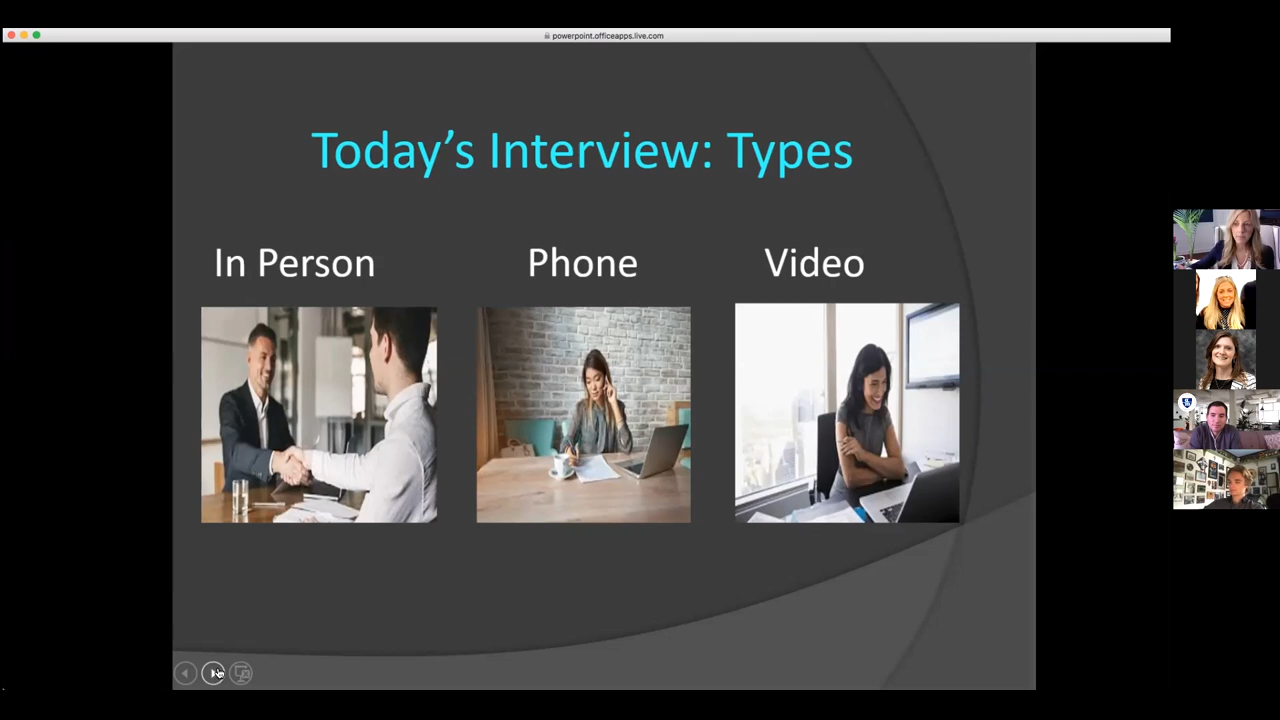 powerpoint.officeapps.live.com
Today's Interview: Types
In Person
Phone
Video